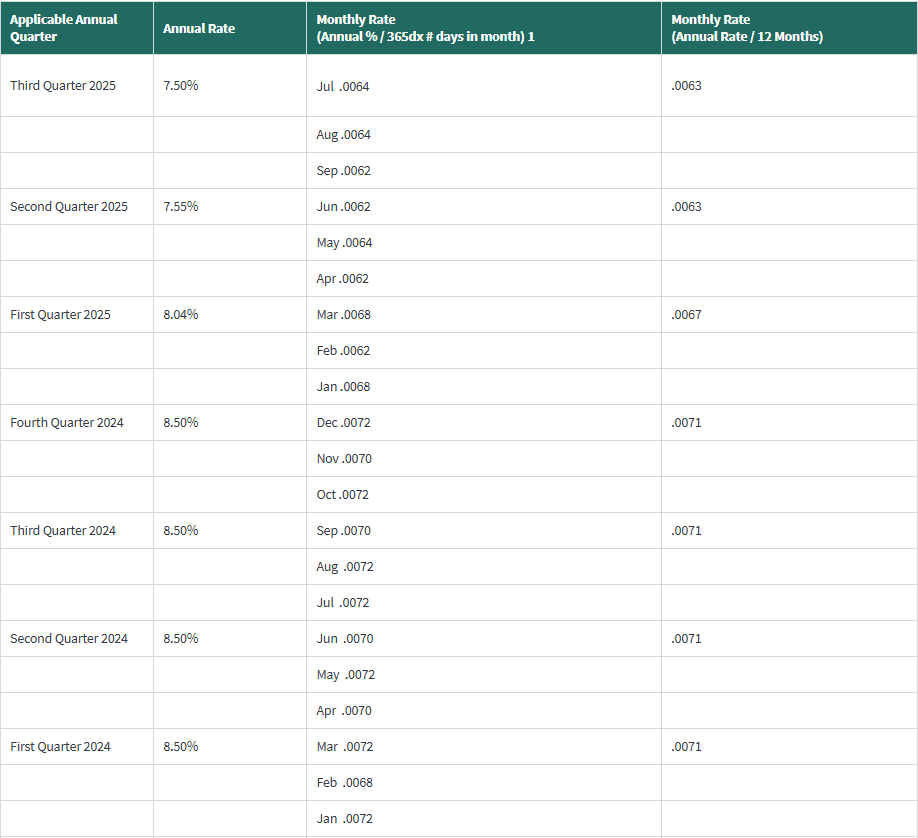 Applicable Annual
Quarter
Annual Rate
Monthly Rate
(Annual % / 365dx # days in month) 1
Monthly Rate
(Annual Rate / 12 Months)
Third Quarter 2025 7.50% Jul .0064 .0063
Aug .0064
Sep .0062
Second Quarter 2025 7.55% Jun .0062 .0063
May .0064
Apr .0062
First Quarter 2025 8.04% Mar .0068 .0067
Feb .0062
Jan .0068
Fourth Quarter 2024 8.50% Dec .0072 .0071
Nov .0070
Oct .0072
Third Quarter 2024 8.50% Sep .0070 .0071
Aug .0072
Jul .0072
Second Quarter 2024 8.50% Jun .0070 .0071
May .0072
Apr .0070
First Quarter 2024 8.50% Mar .0072 .0071
Feb .0068
Jan .0072